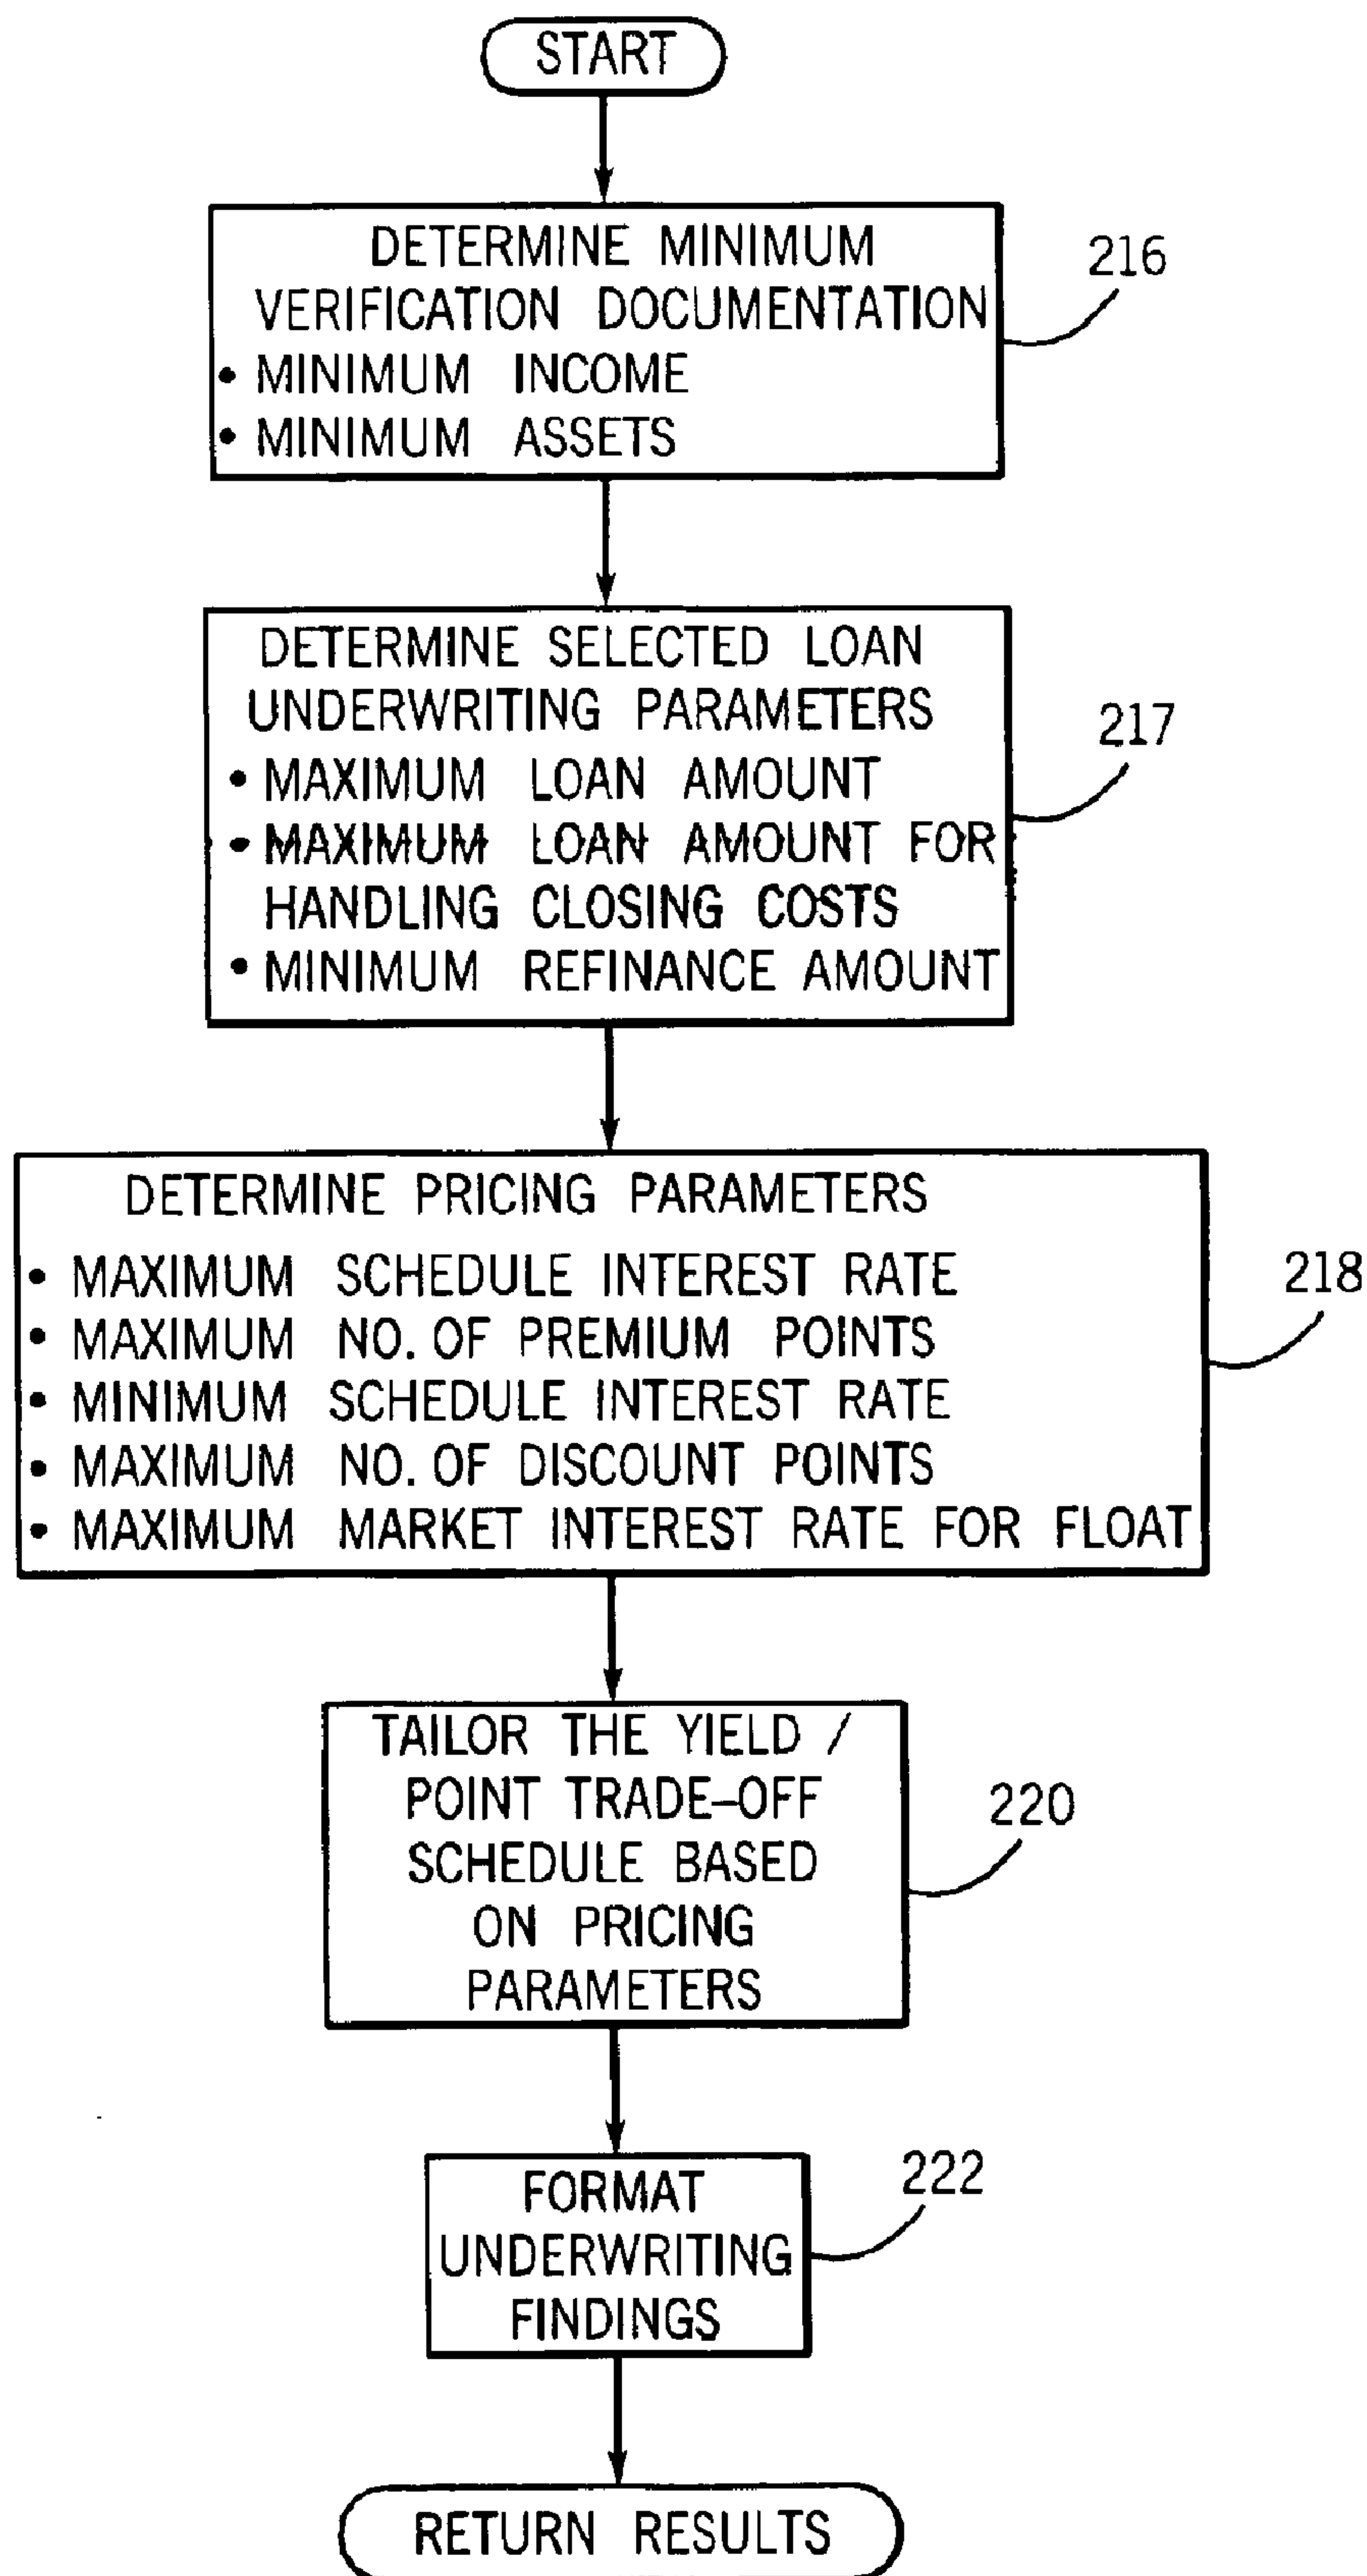 START
DETERMINE MINIMUM
VERIFICATION DOCUMENTATION
• MINIMUM INCOME
• MINIMUM ASSETS
216
DETERMINE SELECTED LOAN
UNDERWRITING PARAMETERS
• MAXIMUM LOAN AMOUNT
• MAXIMUM LOAN AMOUNT FOR
HANDLING CLOSING COSTS
• MINIMUM REFINANCE AMOUNT
217
DETERMINE PRICING PARAMETERS
• MAXIMUM SCHEDULE INTEREST RATE
• MAXIMUM NO. OF PREMIUM POINTS
• MINIMUM SCHEDULE INTEREST RATE
• MAXIMUM NO. OF DISCOUNT POINTS
• MAXIMUM MARKET INTEREST RATE FOR FLOAT
218
TAILOR THE YIELD /
POINT TRADE–OFF
SCHEDULE BASED
ON PRICING
PARAMETERS
220
FORMAT
UNDERWRITING
FINDINGS
222
RETURN RESULTS